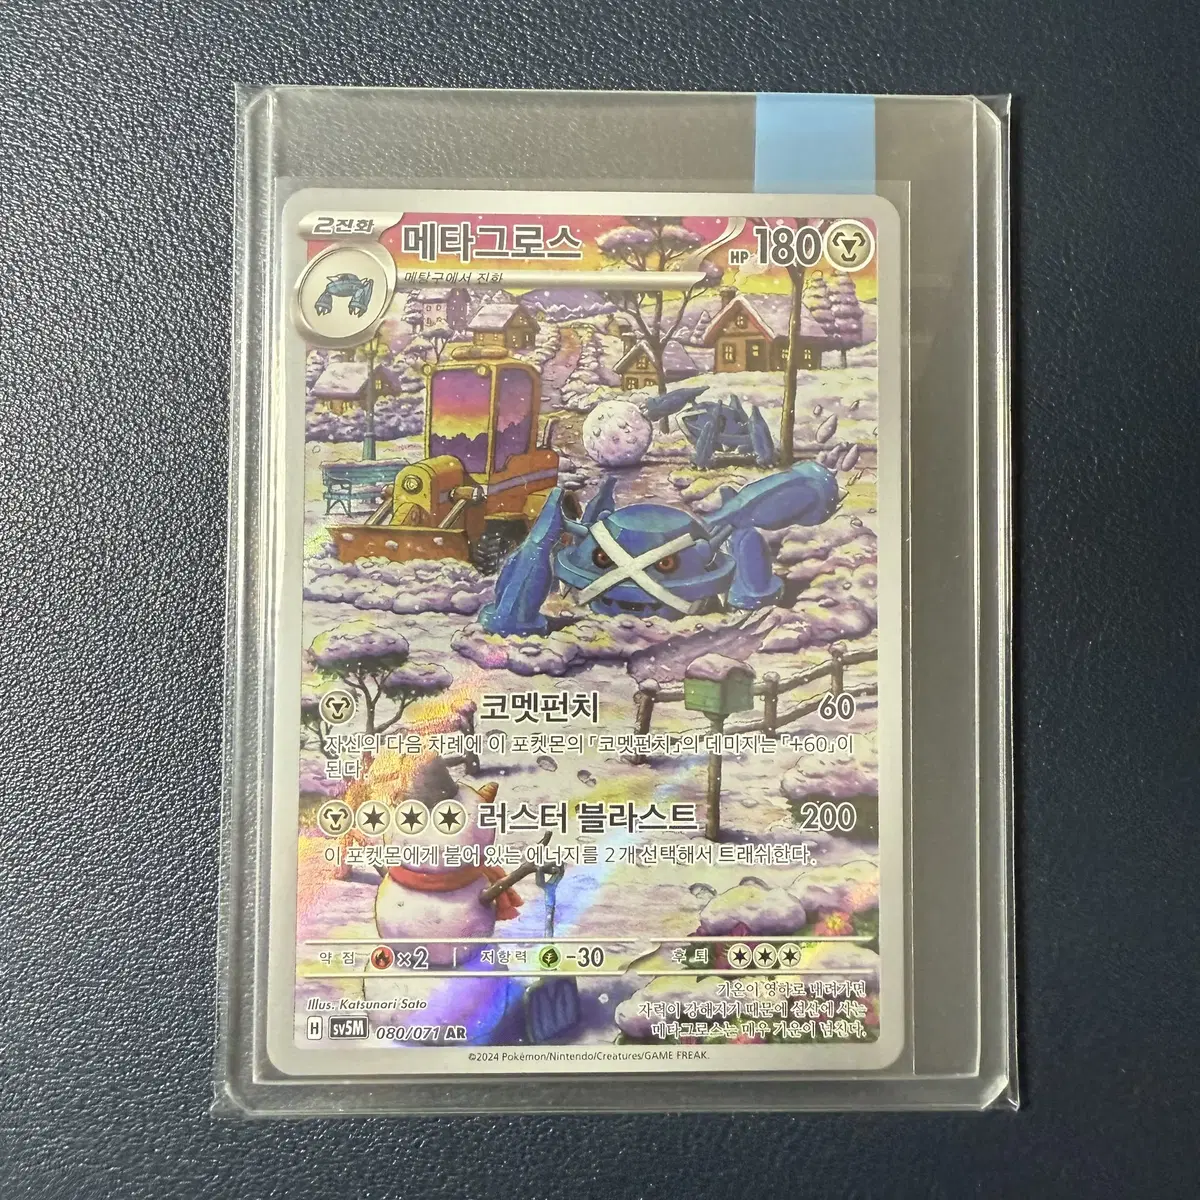 2진화
메타그로스
HP 180
메탕구에서 진화
코멧펀치 60
자신의 다음 차례에 이 포켓몬의 「코멧펀치」의 데미지는 「+60」이
된다.
러스터 블라스트 200
이 포켓몬에게 붙어 있는 에너지를 2개 선택해서 트래쉬한다.
약점 ×2 저항력 -30 후퇴
Illus. Katsunori Sato
H sv5M 080/071 AR
기온이 영하로 내려가면
자력이 강해지기 때문에 설산에 사는
메타그로스는 매우 기운이 넘친다.
©2024 Pokémon/Nintendo/Creatures/GAME FREAK.